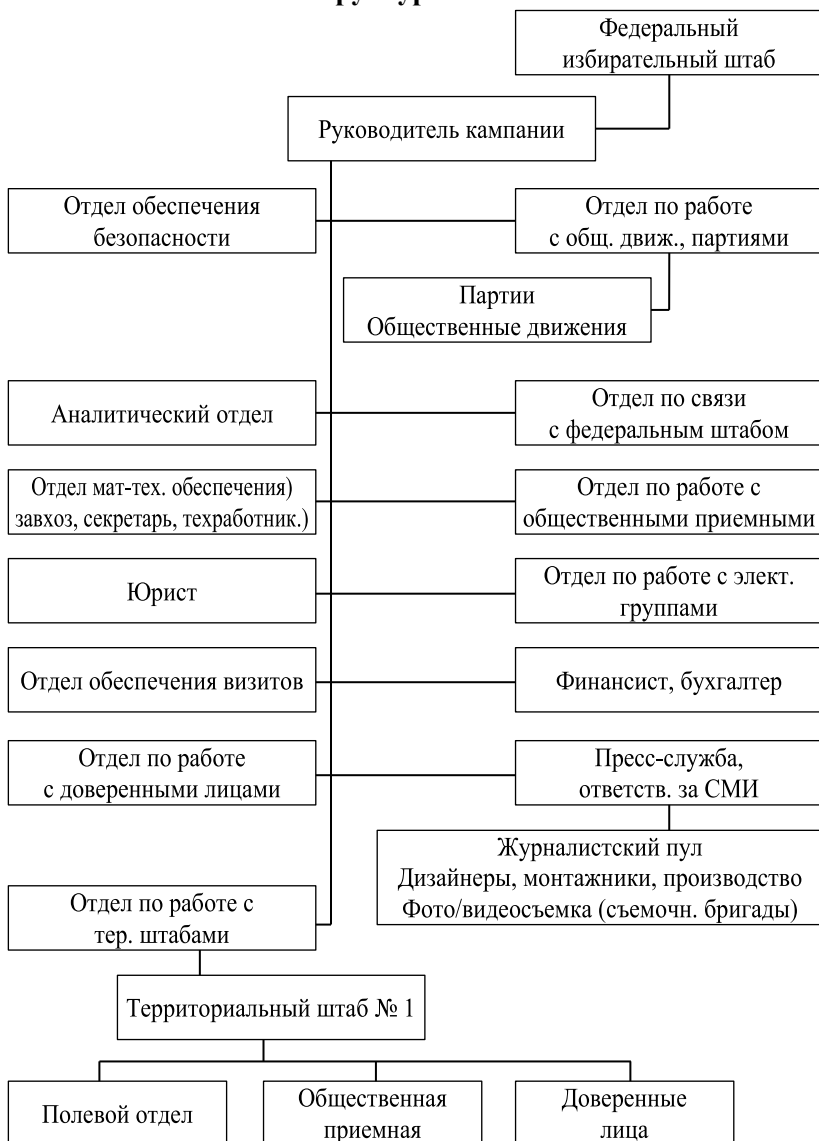 Федеральный
избирательный штаб
Руководитель кампании
Отдел обеспечения
безопасности
Отдел по работе
с общ. движ., партиями
Партии
Общественные движения
Аналитический отдел
Отдел по связи
с федеральным штабом
Отдел мат-тех. обеспечения)
завхоз, секретарь, техработник.)
Отдел по работе с
общественными приемными
Юрист
Отдел по работе с элект.
группами
Отдел обеспечения визитов
Финансист, бухгалтер
Отдел по работе
с доверенными лицами
Пресс-служба,
ответств. за СМИ
Журналистский пул
Дизайнеры, монтажники, производство
Фото/видеосъемка (съемочн. бригады)
Отдел по работе с
тер. штабами
Территориальный штаб № 1
Полевой отдел
Общественная
приемная
Доверенные
лица